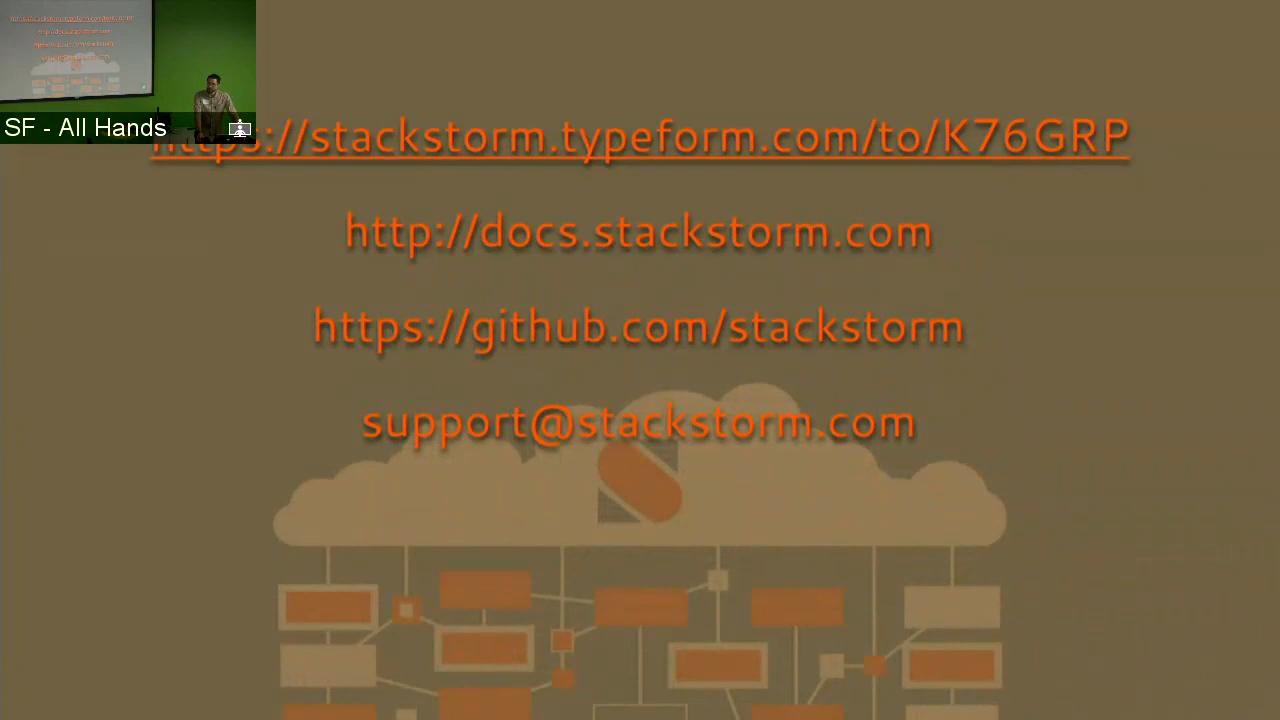 SF - All Hands
https://stackstorm.typeform.com/to/K76GRP
http://docs.stackstorm.com
https://github.com/stackstorm
support@stackstorm.com